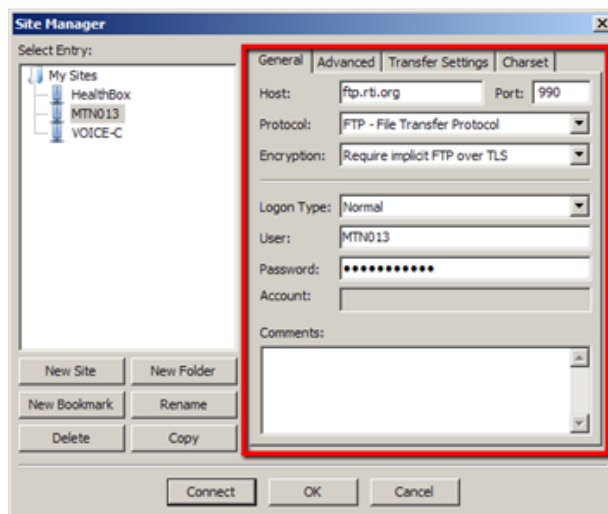 Site Manager
Select Entry:
My Sites
HealthBox
MTN013
VOICE-C
New Site
New Folder
New Bookmark
Rename
Delete
Copy
General
Advanced
Transfer Settings
Charset
Host:
ftp.rti.org
Port:
990
Protocol:
FTP - File Transfer Protocol
Encryption:
Require implicit FTP over TLS
Logon Type:
Normal
User:
MTN013
Password:
●●●●●●●●●●●
Account:
Comments:
Connect
OK
Cancel